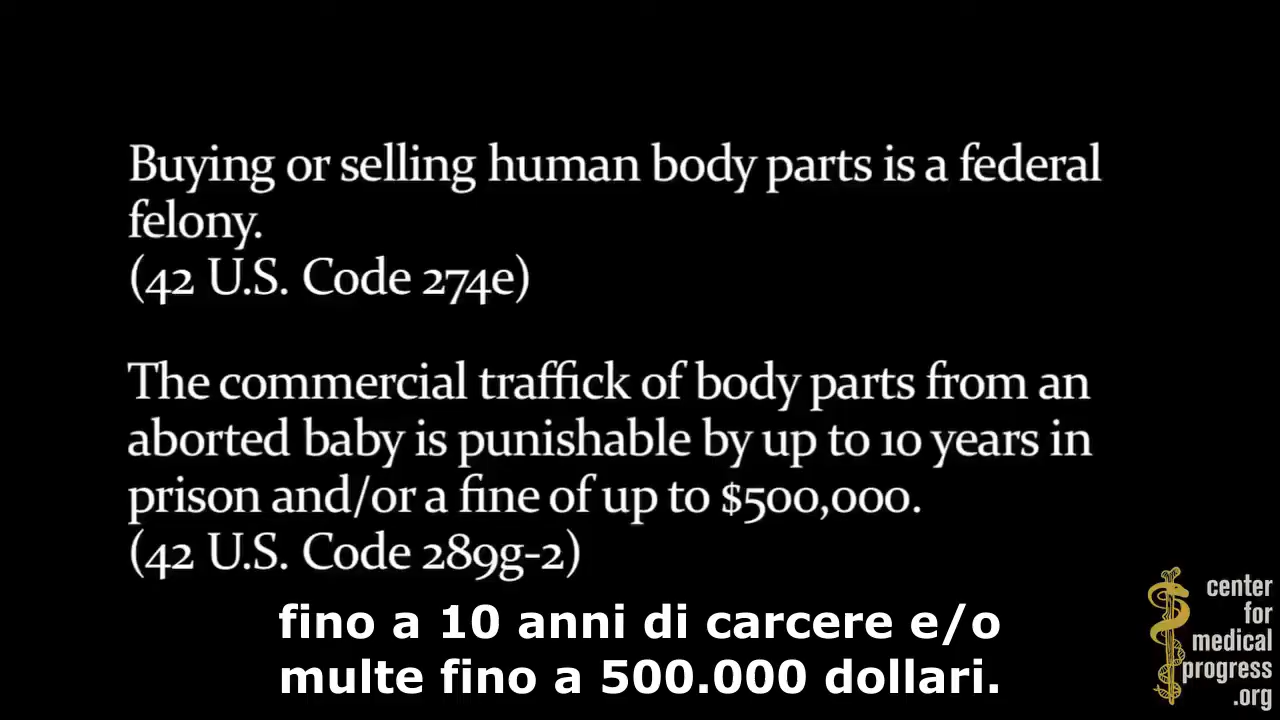 Buying or selling human body parts is a federal
felony.
(42 U.S. Code 274e)
The commercial traffick of body parts from an
aborted baby is punishable by up to 10 years in
prison and/or a fine of up to $500,000.
(42 U.S. Code 289g-2)
fino a 10 anni di carcere e/o
multe fino a 500.000 dollari.
center
for
medical
progress
.org